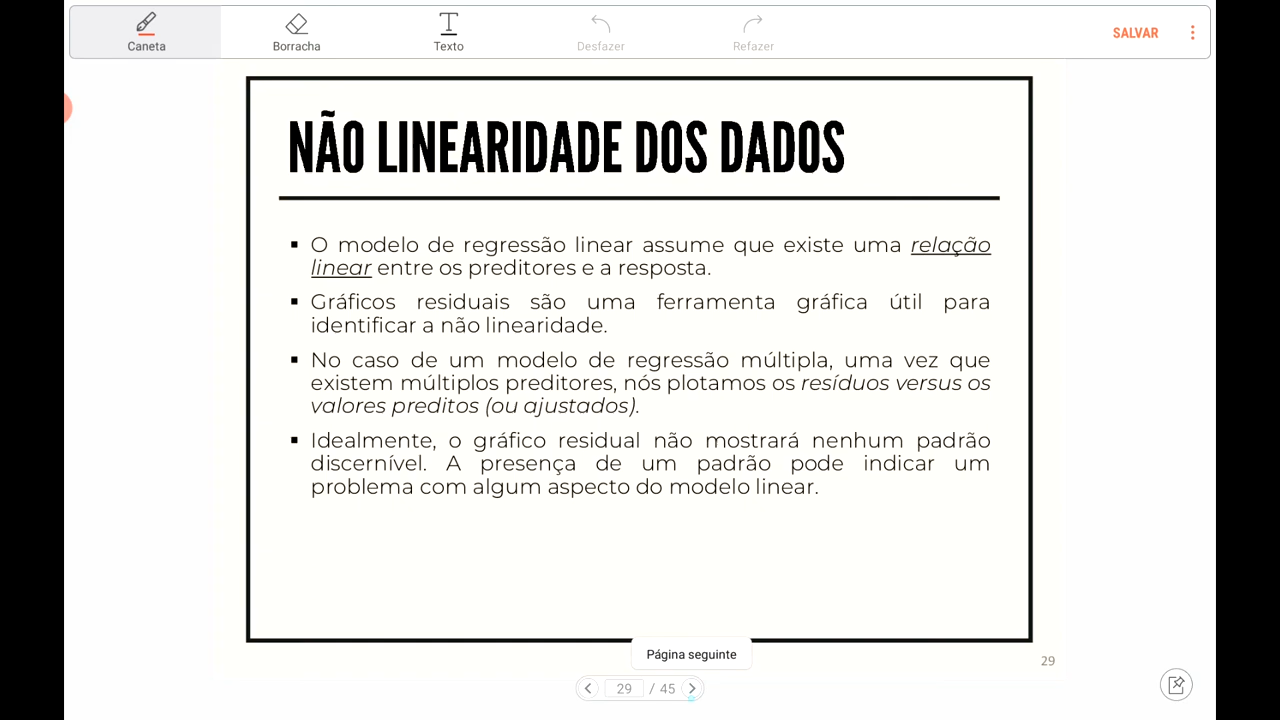 Caneta
Borracha
Texto
Desfazer
Refazer
SALVAR
NÃO LINEARIDADE DOS DADOS
▪ O modelo de regressão linear assume que existe uma relação
linear entre os preditores e a resposta.
▪ Gráficos residuais são uma ferramenta gráfica útil para
identificar a não linearidade.
▪ No caso de um modelo de regressão múltipla, uma vez que
existem múltiplos preditores, nós plotamos os resíduos versus os
valores preditos (ou ajustados).
▪ Idealmente, o gráfico residual não mostrará nenhum padrão
discernível. A presença de um padrão pode indicar um
problema com algum aspecto do modelo linear.
Página seguinte
29
29 / 45